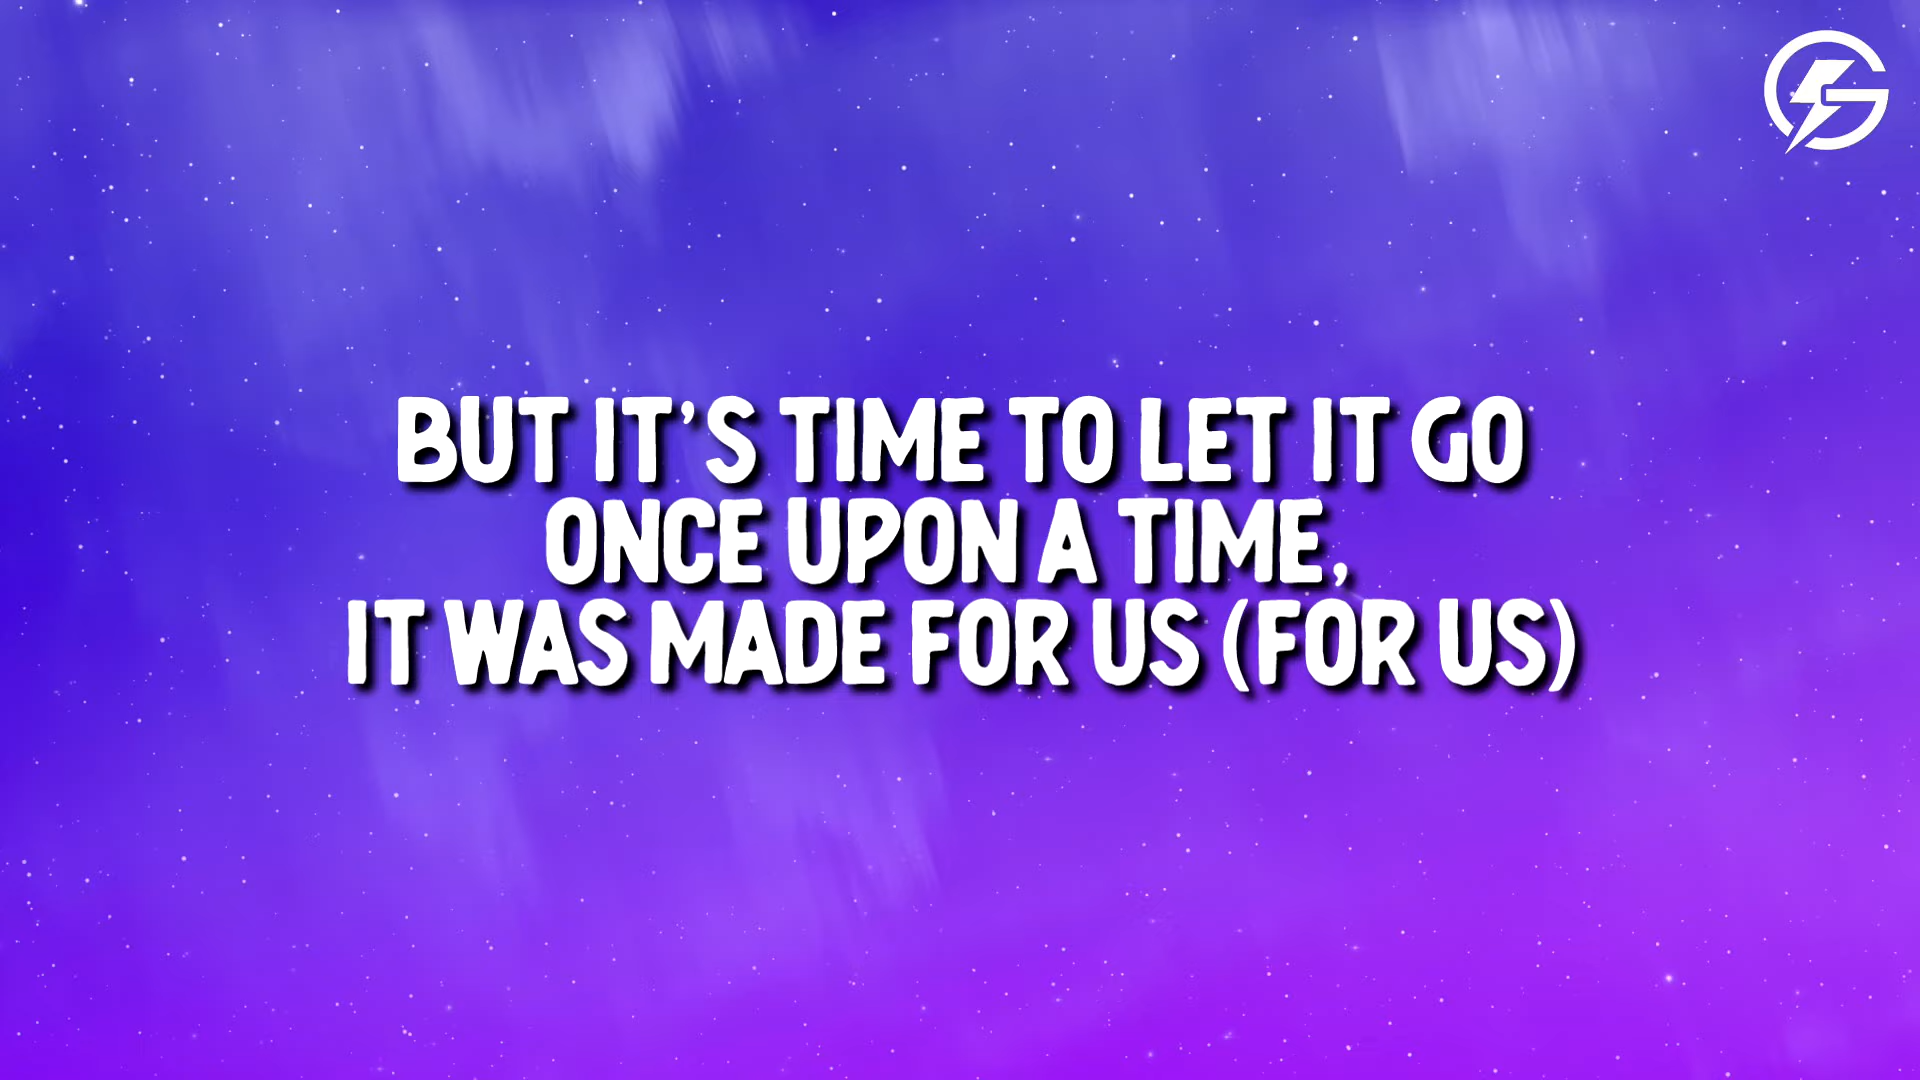 BUT IT'S TIME TO LET IT GO
ONCE UPON A TIME,
IT WAS MADE FOR US (FOR US)